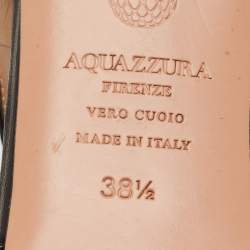 AQUAZZURA
FIRENZE
VERO CUOIO
MADE IN ITALY
38½